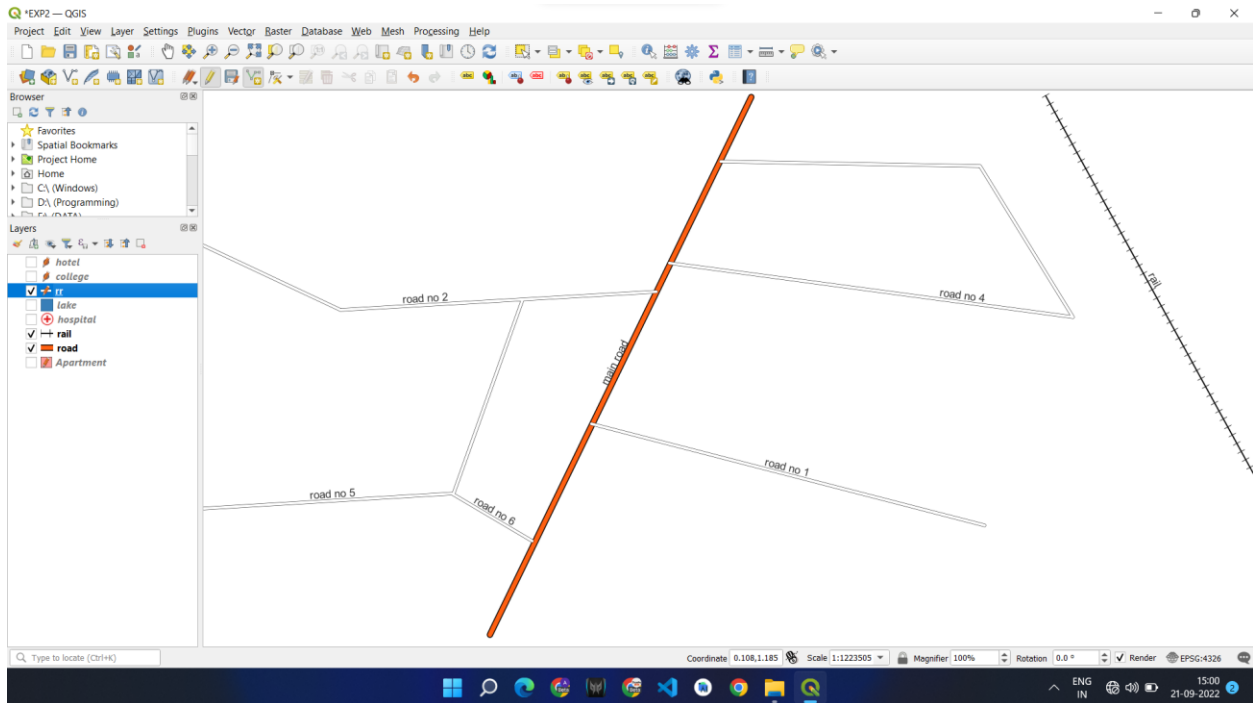 *EXP2 — QGIS
Project Edit View Layer Settings Plugins Vector Raster Database Web Mesh Processing Help
Browser
Favorites
Spatial Bookmarks
Project Home
Home
C:\ (Windows)
D:\ (Programming)
Layers
hotel
college
rr
lake
hospital
rail
road
Apartment
rail
road no 4
road no 2
main road
road no 1
road no 5
road no 6
Type to locate (Ctrl+K)
Coordinate 0.108,1.185 Scale 1:1223505 Magnifier 100% Rotation 0.0 ° Render EPSG:4326
ENG
IN
15:00
21-09-2022
2